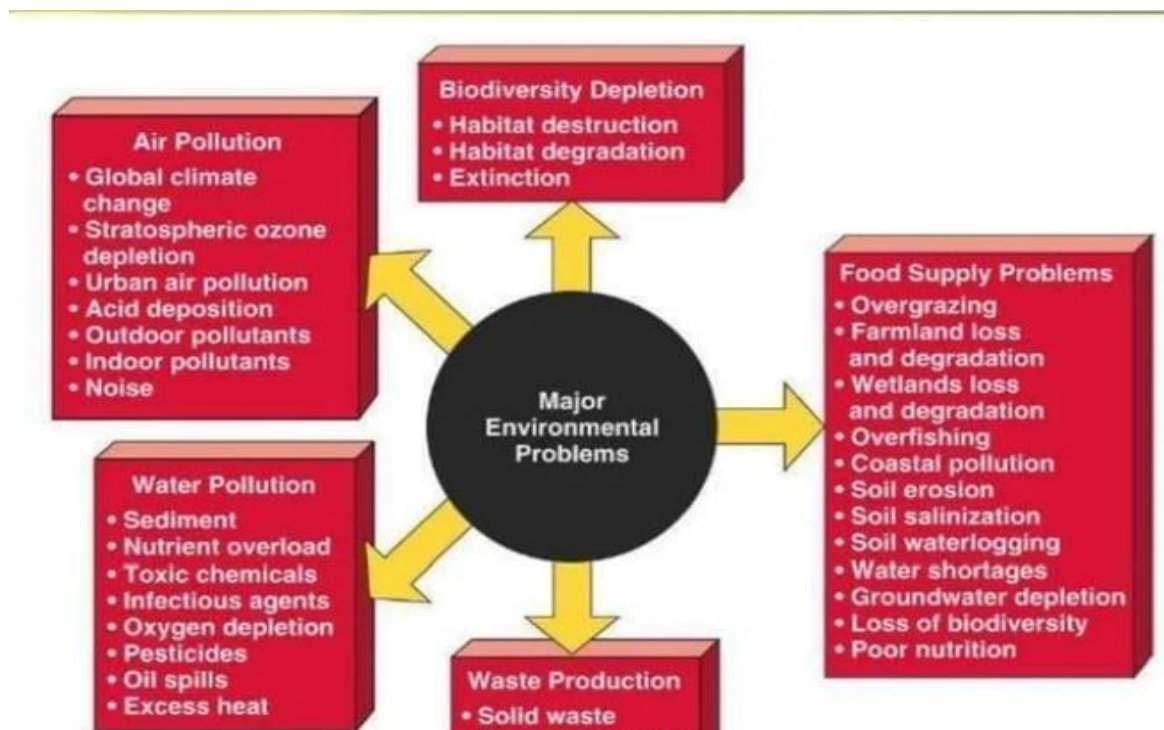 Biodiversity Depletion
• Habitat destruction
• Habitat degradation
• Extinction
Air Pollution
• Global climate
change
• Stratospheric ozone
depletion
• Urban air pollution
• Acid deposition
• Outdoor pollutants
• Indoor pollutants
• Noise
Food Supply Problems
• Overgrazing
• Farmland loss
and degradation
• Wetlands loss
and degradation
• Overfishing
• Coastal pollution
• Soil erosion
• Soil salinization
• Soil waterlogging
• Water shortages
• Groundwater depletion
• Loss of biodiversity
• Poor nutrition
Major
Environmental
Problems
Water Pollution
• Sediment
• Nutrient overload
• Toxic chemicals
• Infectious agents
• Oxygen depletion
• Pesticides
• Oil spills
• Excess heat
Waste Production
• Solid waste